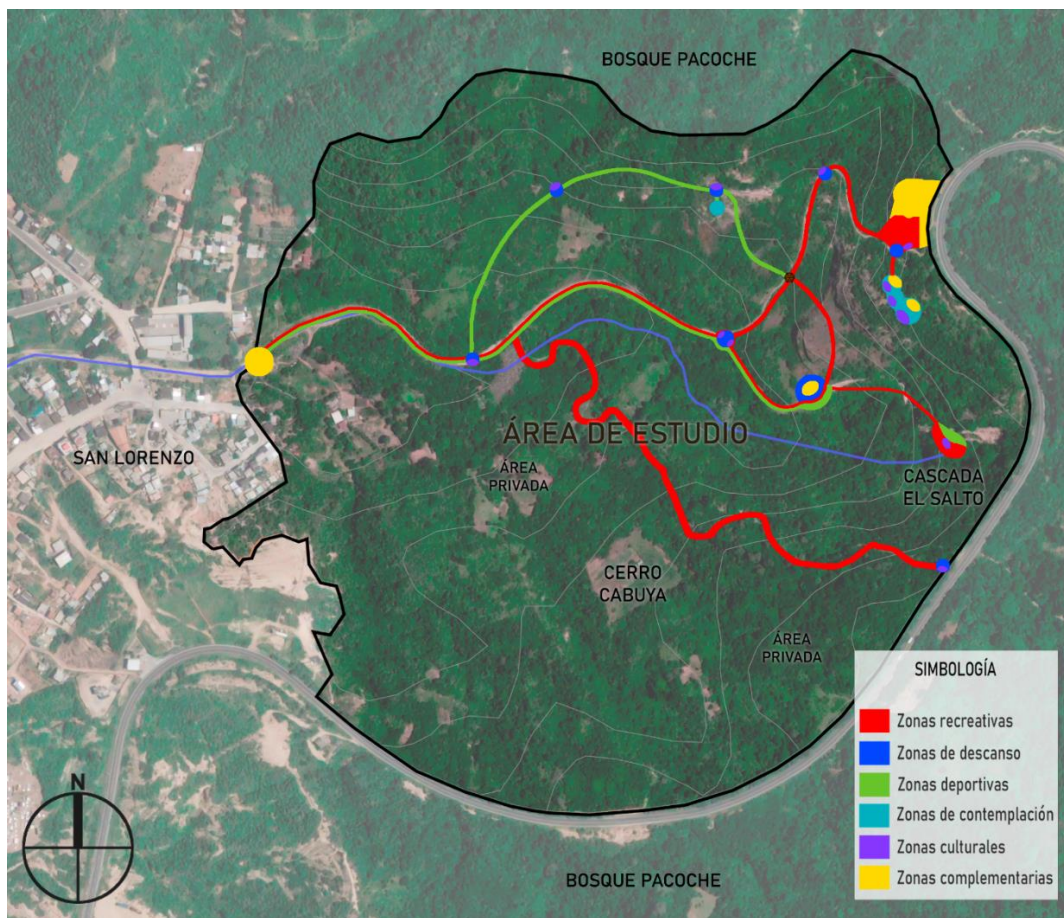 BOSQUE PACOCHE
SAN LORENZO
ÁREA DE ESTUDIO
ÁREA
PRIVADA
CASCADA
EL SALTO
CERRO
CABUYA
ÁREA
PRIVADA
SIMBOLOGÍA
Zonas recreativas
Zonas de descanso
Zonas deportivas
Zonas de contemplación
Zonas culturales
Zonas complementarias
N
BOSQUE PACOCHE